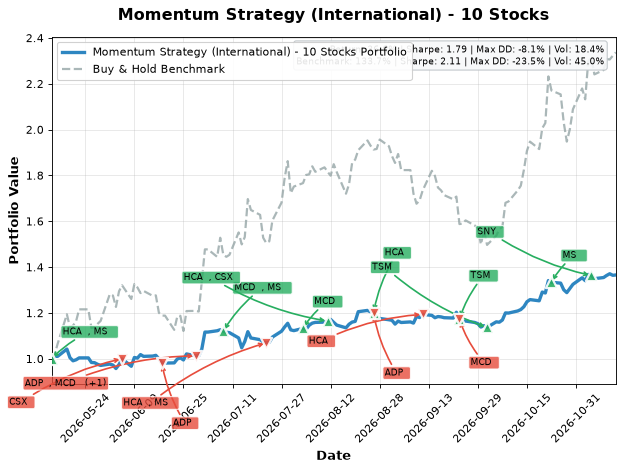 Momentum Strategy (International) - 10 Stocks
Momentum Strategy (International) - 10 Stocks Portfolio
Buy & Hold Benchmark
Sharpe: 1.79 | Max DD: -8.1% | Vol: 18.4%
Benchmark: 133.7% | Sharpe: 2.11 | Max DD: -23.5% | Vol: 45.0%
Portfolio Value
2.4
2.2
2.0
1.8
1.6
1.4
1.2
1.0
SNY
HCA
MS
TSM
TSM
HCA , CSX
MCD , MS
MCD
HCA , MS
HCA
MCD
ADP
ADP , MCD (+1)
CSX
HCA , MS
ADP
2026-05-24
2026-06-25
2026-07-11
2026-07-27
2026-08-12
2026-08-28
2026-09-13
2026-09-29
2026-10-15
2026-10-31
Date